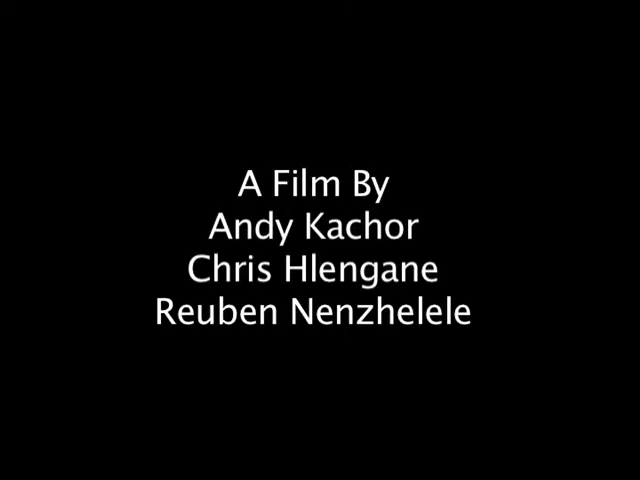 A Film By
Andy Kachor
Chris Hlengane
Reuben Nenzhelele